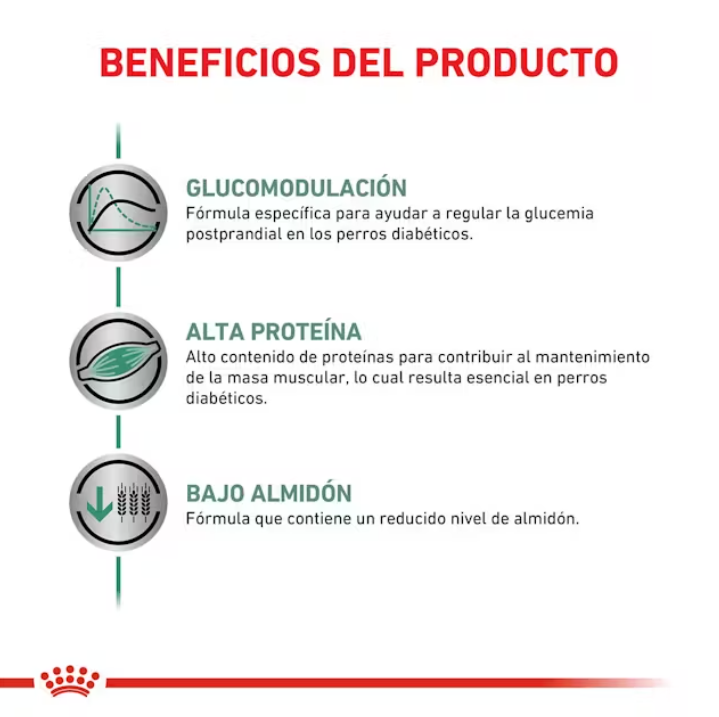 BENEFICIOS DEL PRODUCTO
GLUCOMODULACIÓN
Fórmula específica para ayudar a regular la glucemia
postprandial en los perros diabéticos.
ALTA PROTEÍNA
Alto contenido de proteínas para contribuir al mantenimiento
de la masa muscular, lo cual resulta esencial en perros
diabéticos.
BAJO ALMIDÓN
Fórmula que contiene un reducido nivel de almidón.